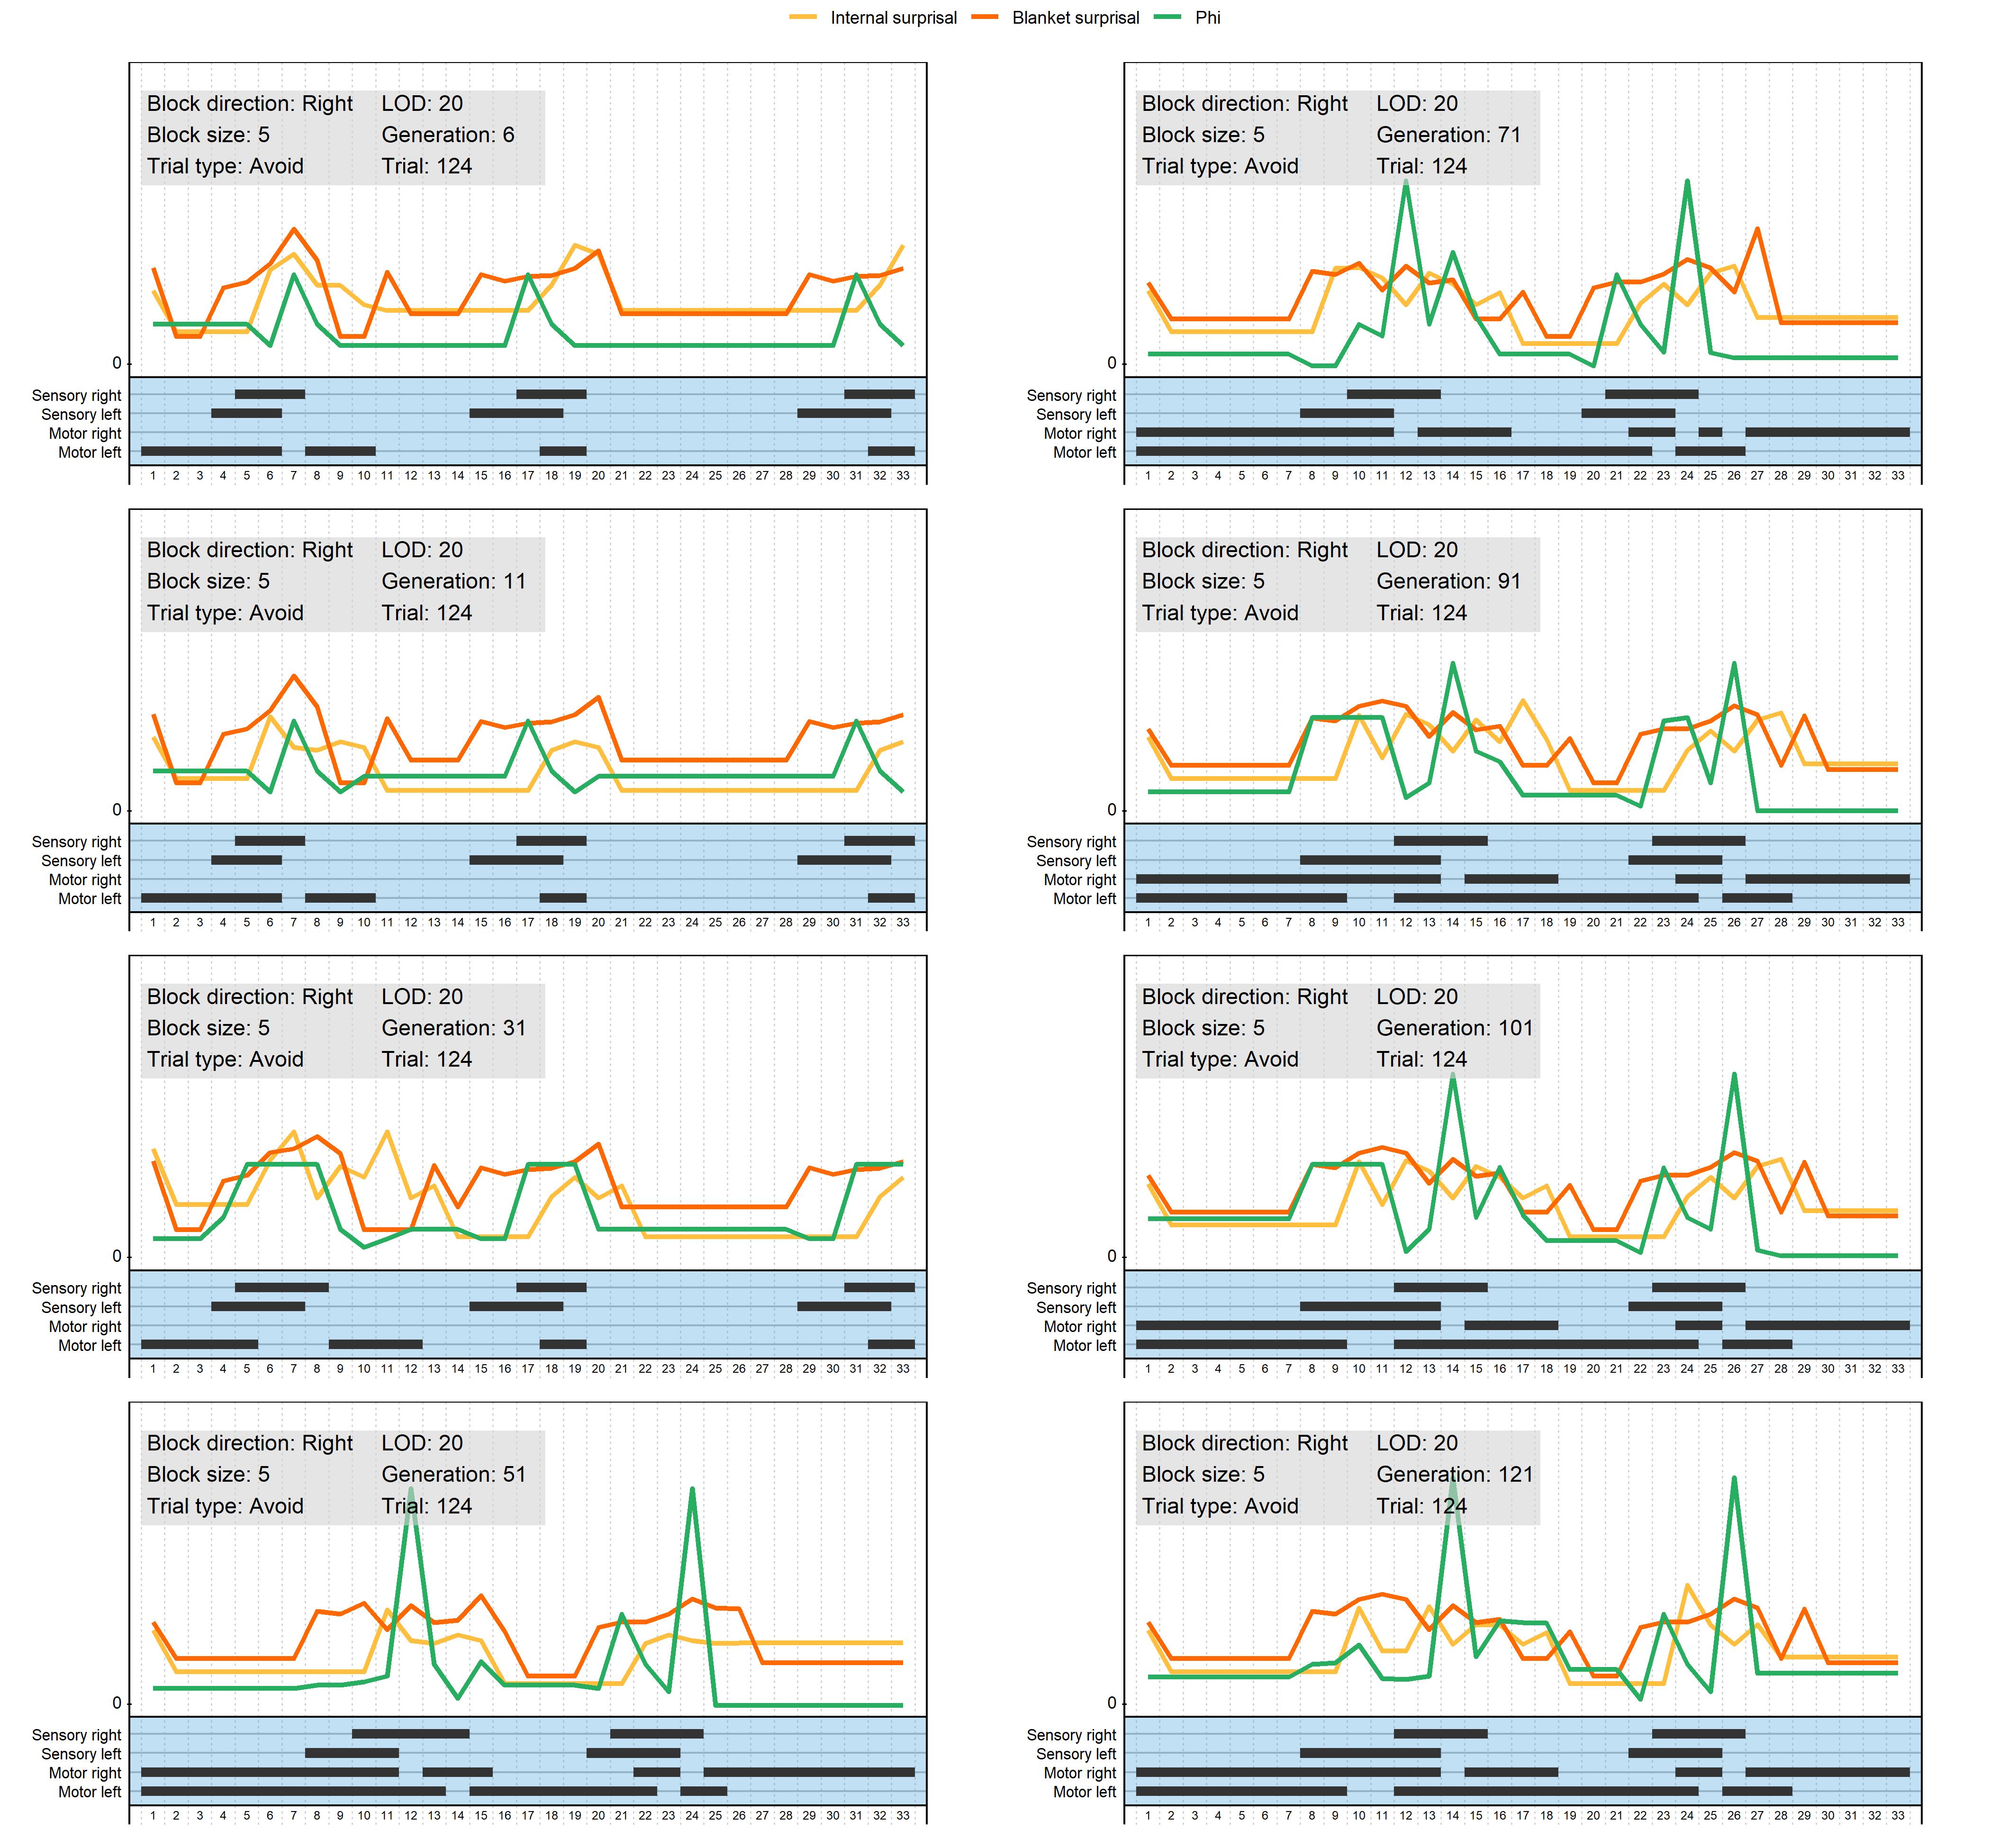 Internal surprisal Blanket surprisal Phi
Block direction: Right LOD: 20
Block size: 5 Generation: 6
Trial type: Avoid Trial: 124
0
Sensory right
Sensory left
Motor right
Motor left
1 2 3 4 5 6 7 8 9 10 11 12 13 14 15 16 17 18 19 20 21 22 23 24 25 26 27 28 29 30 31 32 33
Block direction: Right LOD: 20
Block size: 5 Generation: 71
Trial type: Avoid Trial: 124
0
Sensory right
Sensory left
Motor right
Motor left
1 2 3 4 5 6 7 8 9 10 11 12 13 14 15 16 17 18 19 20 21 22 23 24 25 26 27 28 29 30 31 32 33
Block direction: Right LOD: 20
Block size: 5 Generation: 11
Trial type: Avoid Trial: 124
0
Sensory right
Sensory left
Motor right
Motor left
1 2 3 4 5 6 7 8 9 10 11 12 13 14 15 16 17 18 19 20 21 22 23 24 25 26 27 28 29 30 31 32 33
Block direction: Right LOD: 20
Block size: 5 Generation: 91
Trial type: Avoid Trial: 124
0
Sensory right
Sensory left
Motor right
Motor left
1 2 3 4 5 6 7 8 9 10 11 12 13 14 15 16 17 18 19 20 21 22 23 24 25 26 27 28 29 30 31 32 33
Block direction: Right LOD: 20
Block size: 5 Generation: 31
Trial type: Avoid Trial: 124
0
Sensory right
Sensory left
Motor right
Motor left
1 2 3 4 5 6 7 8 9 10 11 12 13 14 15 16 17 18 19 20 21 22 23 24 25 26 27 28 29 30 31 32 33
Block direction: Right LOD: 20
Block size: 5 Generation: 101
Trial type: Avoid Trial: 124
0
Sensory right
Sensory left
Motor right
Motor left
1 2 3 4 5 6 7 8 9 10 11 12 13 14 15 16 17 18 19 20 21 22 23 24 25 26 27 28 29 30 31 32 33
Block direction: Right LOD: 20
Block size: 5 Generation: 51
Trial type: Avoid Trial: 124
0
Sensory right
Sensory left
Motor right
Motor left
1 2 3 4 5 6 7 8 9 10 11 12 13 14 15 16 17 18 19 20 21 22 23 24 25 26 27 28 29 30 31 32 33
Block direction: Right LOD: 20
Block size: 5 Generation: 121
Trial type: Avoid Trial: 124
0
Sensory right
Sensory left
Motor right
Motor left
1 2 3 4 5 6 7 8 9 10 11 12 13 14 15 16 17 18 19 20 21 22 23 24 25 26 27 28 29 30 31 32 33